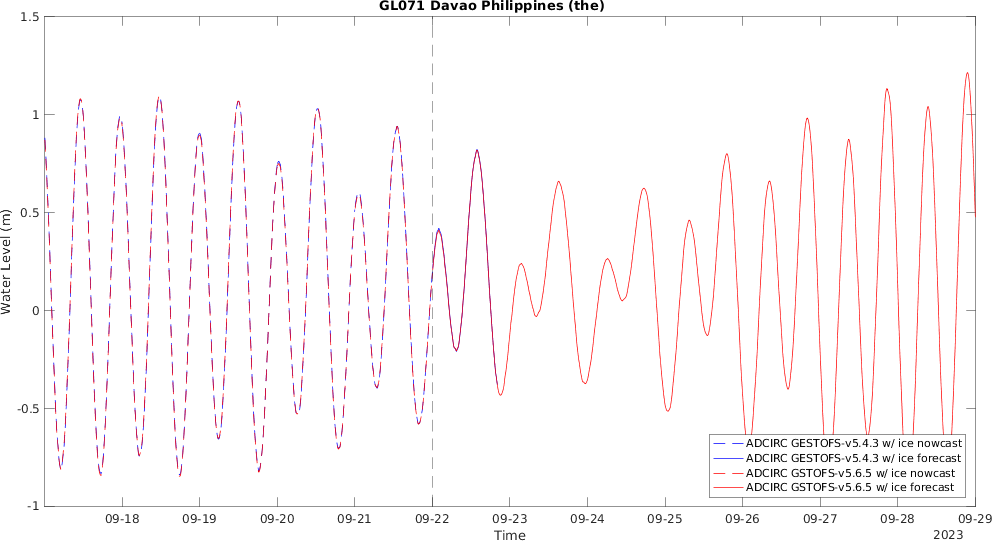 GL071 Davao Philippines (the)
1.5
1
0.5
0
-0.5
-1
Water Level (m)
09-18 09-19 09-20 09-21 09-22 09-23 09-24 09-25 09-26 09-27 09-28 09-29
Time
2023
ADCIRC GESTOFS-v5.4.3 w/ ice nowcast
ADCIRC GESTOFS-v5.4.3 w/ ice forecast
ADCIRC GSTOFS-v5.6.5 w/ ice nowcast
ADCIRC GSTOFS-v5.6.5 w/ ice forecast